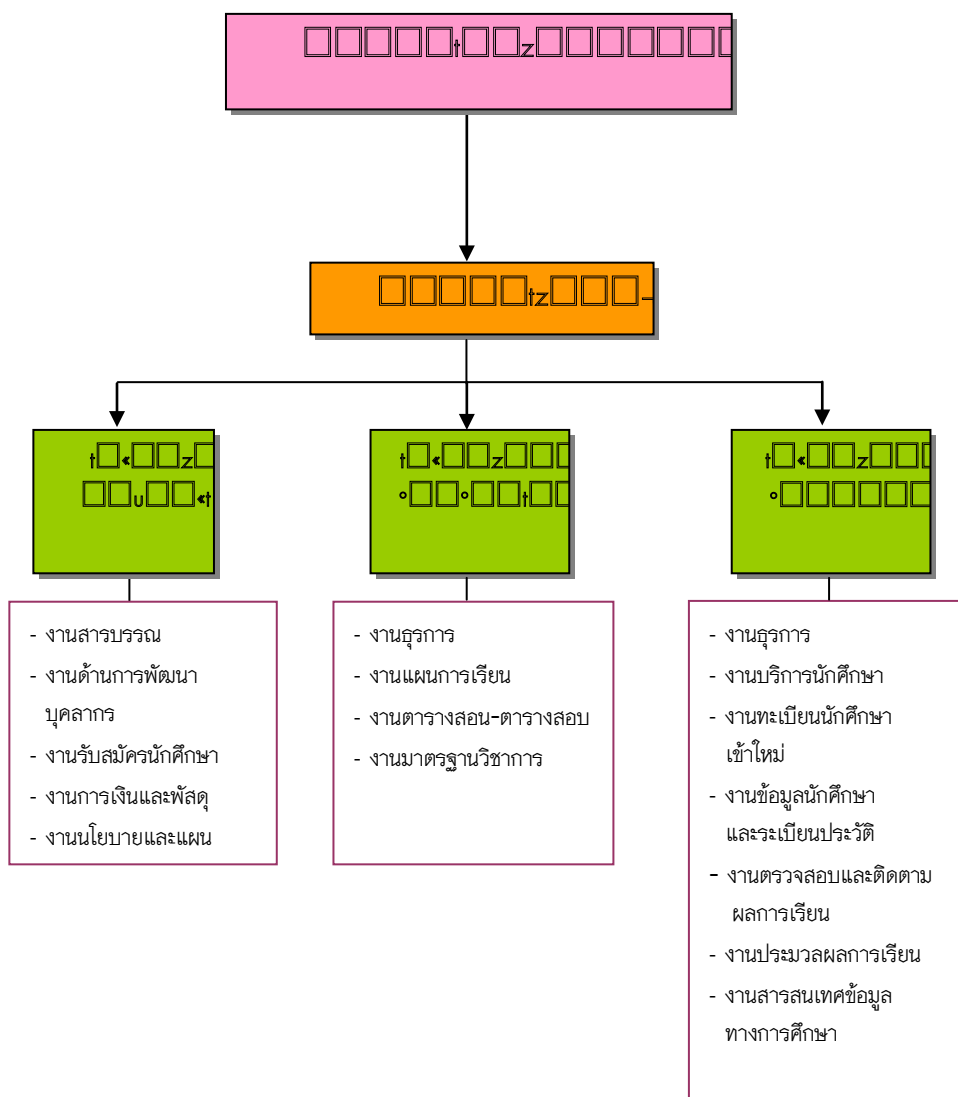 - งานสารบรรณ
- งานด้านการพัฒนา
บุคลากร
- งานรับสมัครนักศึกษา
- งานการเงินและพัสดุ
- งานนโยบายและแผน
- งานธุรการ
- งานแผนการเรียน
- งานตารางสอน-ตารางสอบ
- งานมาตรฐานวิชาการ
- งานธุรการ
- งานบริการนักศึกษา
- งานทะเบียนนักศึกษา
เข้าใหม่
- งานข้อมูลนักศึกษา
และระเบียนประวัติ
- งานตรวจสอบและติดตาม
ผลการเรียน
- งานประมวลผลการเรียน
- งานสารสนเทศข้อมูล
ทางการศึกษา